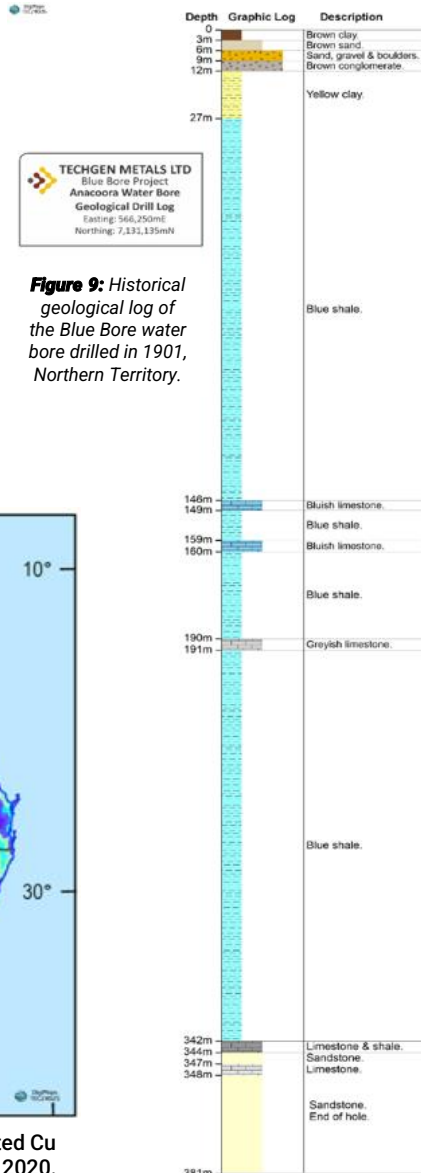 Depth Graphic Log Description
0
Brown clay.
3m
Brown sand.
6m
Sand, gravel & boulders.
9m
Brown conglomerate.
12m
Yellow clay.
27m
TECHGEN METALS LTD
Blue Bore Project
Anacoora Water Bore
Geological Drill Log
Easting: 566,250mE
Northing: 7,131,135mN
Figure 9: Historical
geological log of
the Blue Bore water
bore drilled in 1901,
Northern Territory.
Blue shale.
146m
Bluish limestone.
149m
Blue shale.
159m
Bluish limestone.
160m
Blue shale.
190m
Greyish limestone.
191m
Blue shale.
342m
Limestone & shale.
344m
Sandstone.
347m
Limestone.
348m
Sandstone.
End of hole.
381m
10°
30°
ted Cu
2020.